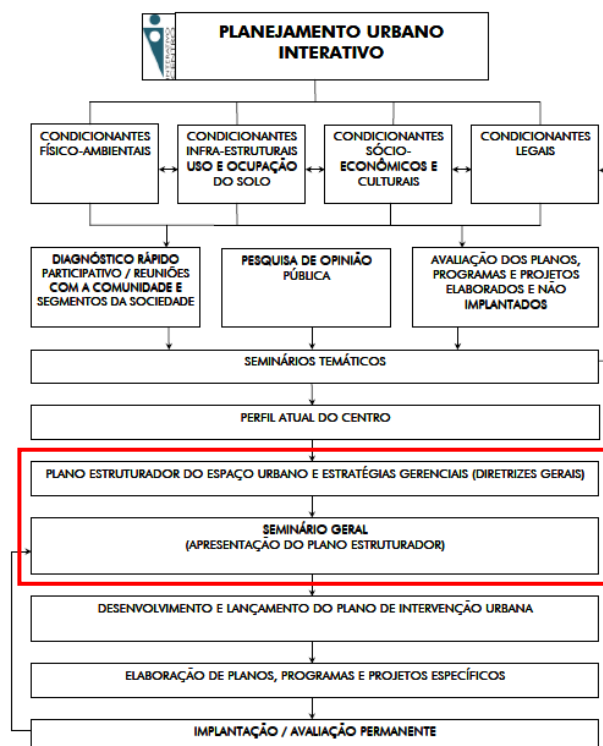 PLANEJAMENTO URBANO
INTERATIVO
INTERATIVO
CENTRO
CONDICIONANTES
FÍSICO-AMBIENTAIS
CONDICIONANTES
INFRA-ESTRUTURAIS
USO E OCUPAÇÃO
DO SOLO
CONDICIONANTES
SÓCIO-
ECONÔMICOS E
CULTURAIS
CONDICIONANTES
LEGAIS
DIAGNÓSTICO RÁPIDO
PARTICIPATIVO / REUNIÕES
COM A COMUNIDADE E
SEGMENTOS DA SOCIEDADE
PESQUISA DE OPINIÃO
PÚBLICA
AVALIAÇÃO DOS PLANOS,
PROGRAMAS E PROJETOS
ELABORADOS E NÃO
IMPLANTADOS
SEMINÁRIOS TEMÁTICOS
PERFIL ATUAL DO CENTRO
PLANO ESTRUTURADOR DO ESPAÇO URBANO E ESTRATÉGIAS GERENCIAIS (DIRETRIZES GERAIS)
SEMINÁRIO GERAL
(APRESENTAÇÃO DO PLANO ESTRUTURADOR)
DESENVOLVIMENTO E LANÇAMENTO DO PLANO DE INTERVENÇÃO URBANA
ELABORAÇÃO DE PLANOS, PROGRAMAS E PROJETOS ESPECÍFICOS
IMPLANTAÇÃO / AVALIAÇÃO PERMANENTE